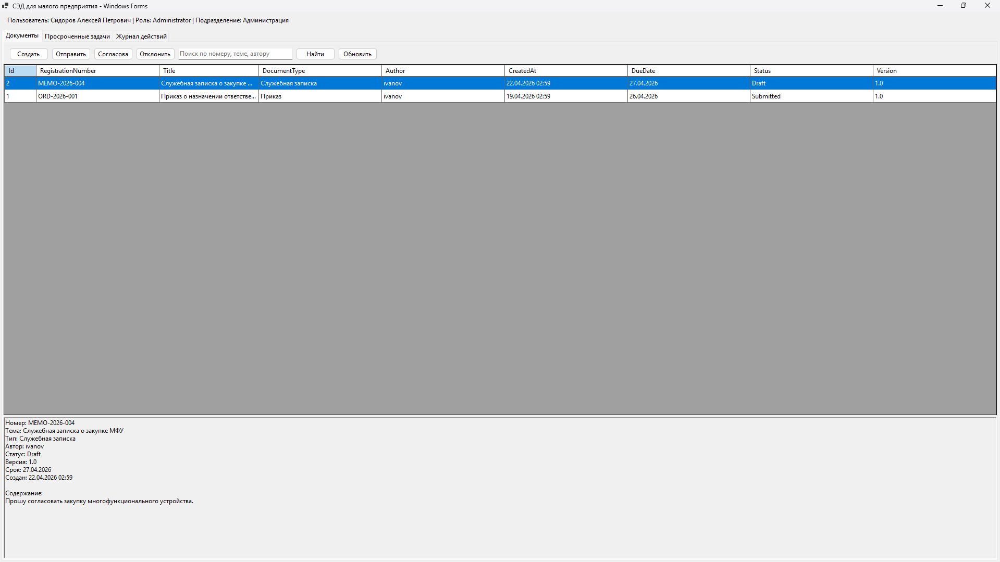 СЭД для малого предприятия - Windows Forms
Пользователь: Сидоров Алексей Петрович | Роль: Administrator | Подразделение: Администрация
Документы Просроченные задачи Журнал действий
Создать Отправить Согласова Отклонить Поиск по номеру, теме, автору Найти Обновить
Id RegistrationNumber Title DocumentType Author CreatedAt DueDate Status Version
2 MEMO-2026-004 Служебная записка о закупке ... Служебная записка ivanov 22.04.2026 02:59 27.04.2026 Draft 1.0
1 ORD-2026-001 Приказ о назначении ответстве... Приказ ivanov 19.04.2026 02:59 26.04.2026 Submitted 1.0
Номер: MEMO-2026-004
Тема: Служебная записка о закупке МФУ
Тип: Служебная записка
Автор: ivanov
Статус: Draft
Версия: 1.0
Срок: 27.04.2026
Создан: 22.04.2026 02:59
Содержание:
Прошу согласовать закупку многофункционального устройства.